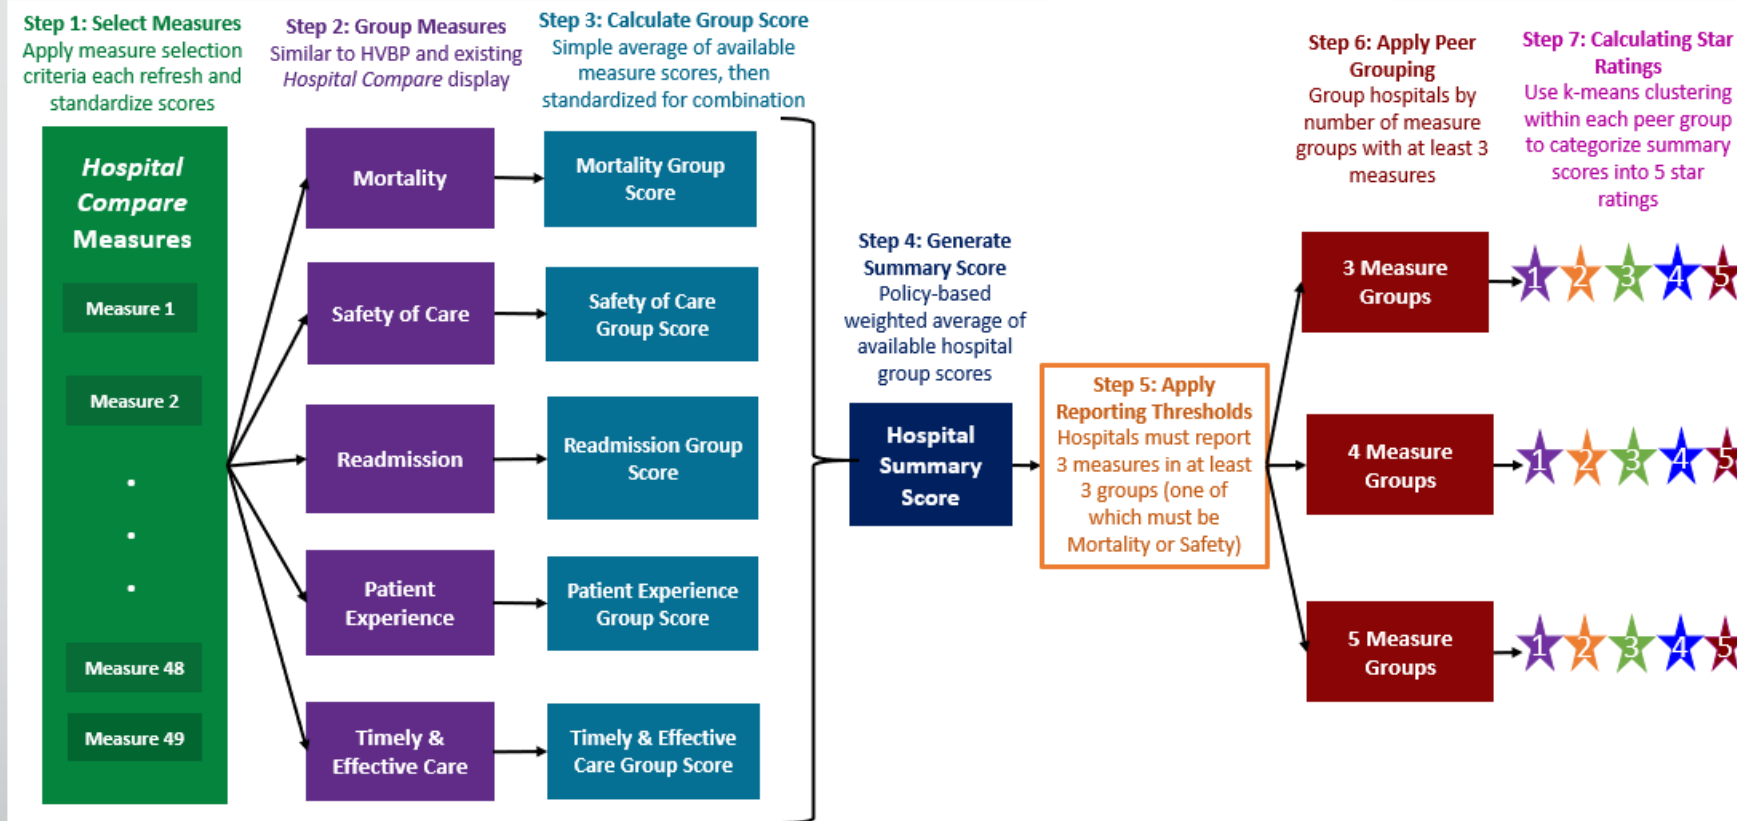 Step 1: Select Measures
Apply measure selection
criteria each refresh and
standardize scores
Hospital
Compare
Measures
Measure 1
Measure 2
Measure 48
Measure 49
Step 2: Group Measures
Similar to HVBP and existing
Hospital Compare display
Mortality
Safety of Care
Readmission
Patient
Experience
Timely &
Effective Care
Step 3: Calculate Group Score
Simple average of available
measure scores, then
standardized for combination
Mortality Group
Score
Safety of Care
Group Score
Readmission Group
Score
Patient Experience
Group Score
Timely & Effective
Care Group Score
Step 4: Generate
Summary Score
Policy-based
weighted average of
available hospital
group scores
Hospital
Summary
Score
Step 5: Apply
Reporting Thresholds
Hospitals must report
3 measures in at least
3 groups (one of
which must be
Mortality or Safety)
Step 6: Apply Peer
Grouping
Group hospitals by
number of measure
groups with at least 3
measures
3 Measure
Groups
4 Measure
Groups
5 Measure
Groups
Step 7: Calculating Star
Ratings
Use k-means clustering
within each peer group
to categorize summary
scores into 5 star
ratings
1 2 3 4 5
1 2 3 4 5
1 2 3 4 5